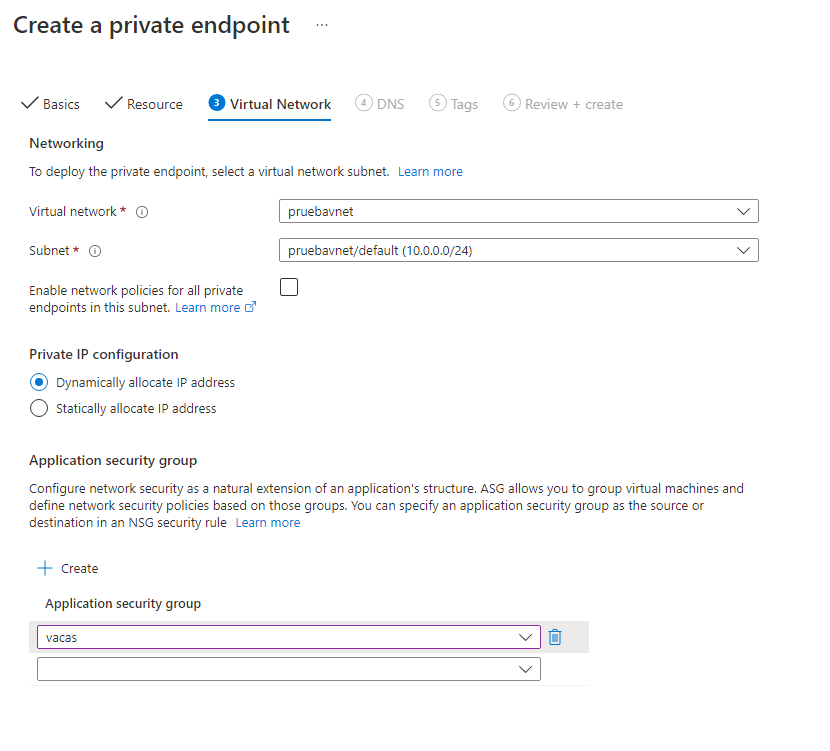 Create a private endpoint ...
Basics Resource 3 Virtual Network 4 DNS 5 Tags 6 Review + create
Networking
To deploy the private endpoint, select a virtual network subnet. Learn more
Virtual network * pruebavnet
Subnet * pruebavnet/default (10.0.0.0/24)
Enable network policies for all private
endpoints in this subnet. Learn more
Private IP configuration
Dynamically allocate IP address
Statically allocate IP address
Application security group
Configure network security as a natural extension of an application's structure. ASG allows you to group virtual machines and
define network security policies based on those groups. You can specify an application security group as the source or
destination in an NSG security rule Learn more
+ Create
Application security group
vacas